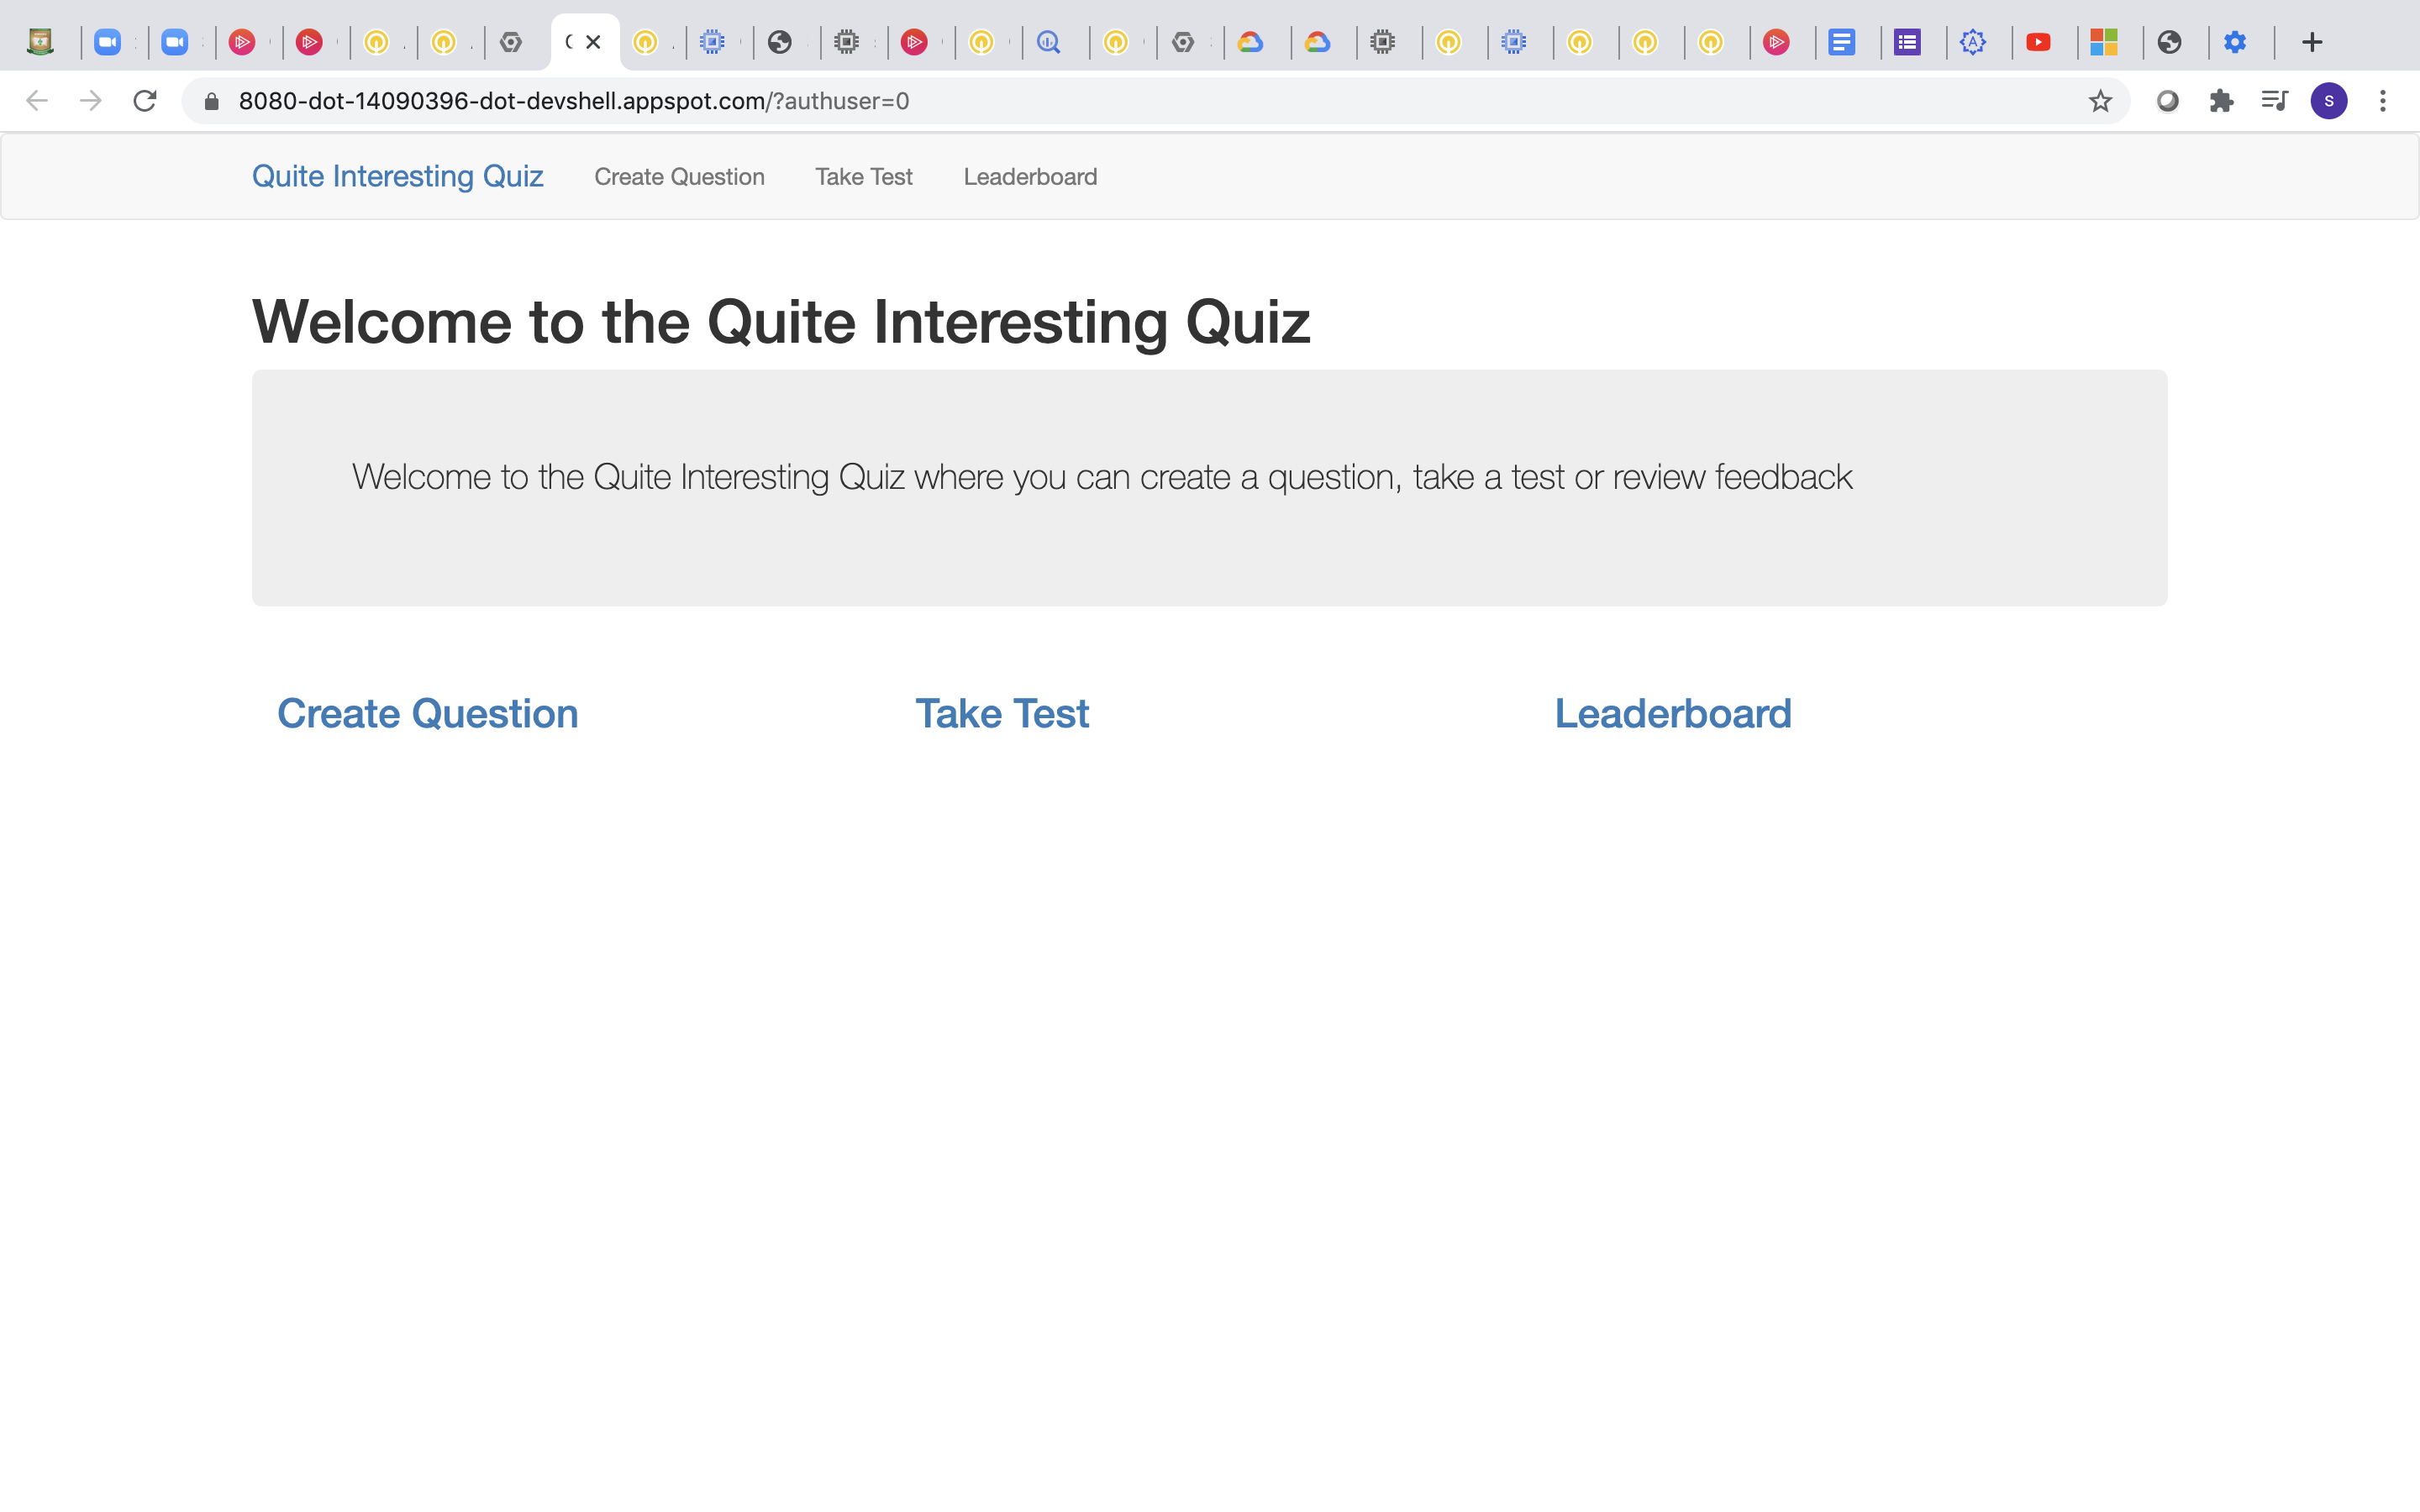 8080-dot-14090396-dot-devshell.appspot.com/?authuser=0
S
Quite Interesting Quiz Create Question Take Test Leaderboard
Welcome to the Quite Interesting Quiz
Welcome to the Quite Interesting Quiz where you can create a question, take a test or review feedback
Create Question Take Test Leaderboard